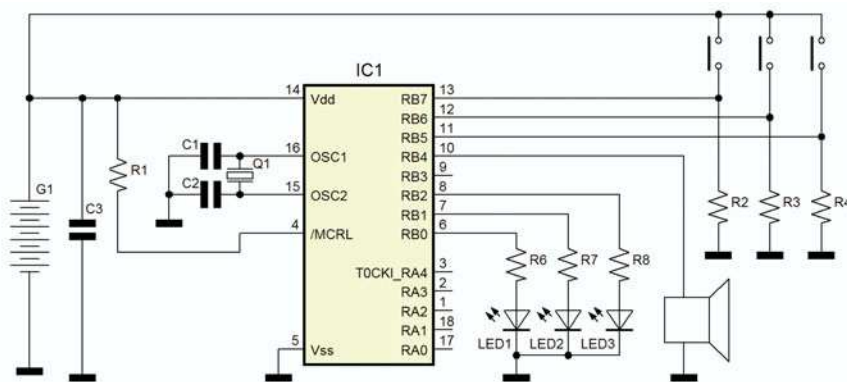 IC1
14 Vdd RB7 13
RB6 12
RB5 11
C1 16 OSC1 RB4 10
Q1 RB3 9
R1
C2 15 OSC2 RB2 8
G1 R2 R3 R4
C3 RB1 7
4 /MCRL RB0 6
R6 R7 R8
T0CKI_RA4 3
RA3 2
RA2 1
RA1 18
5 Vss RA0 17
LED1 LED2 LED3